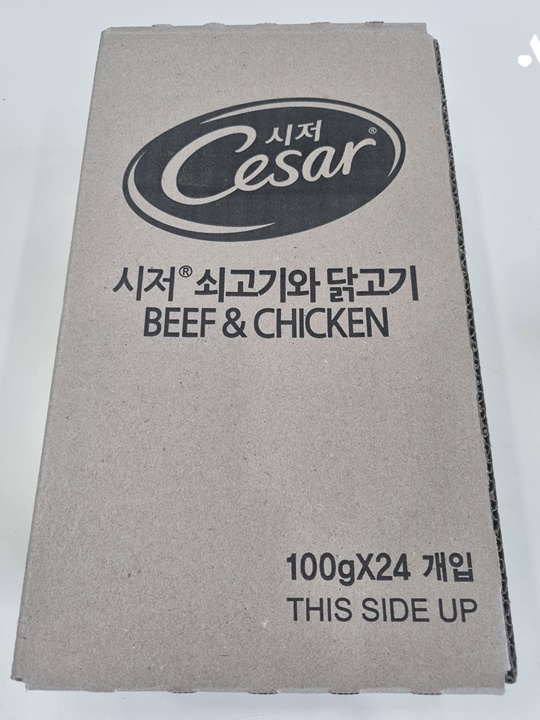 시저
Cesar®
시저® 쇠고기와 닭고기
BEEF & CHICKEN
100gX24 개입
THIS SIDE UP